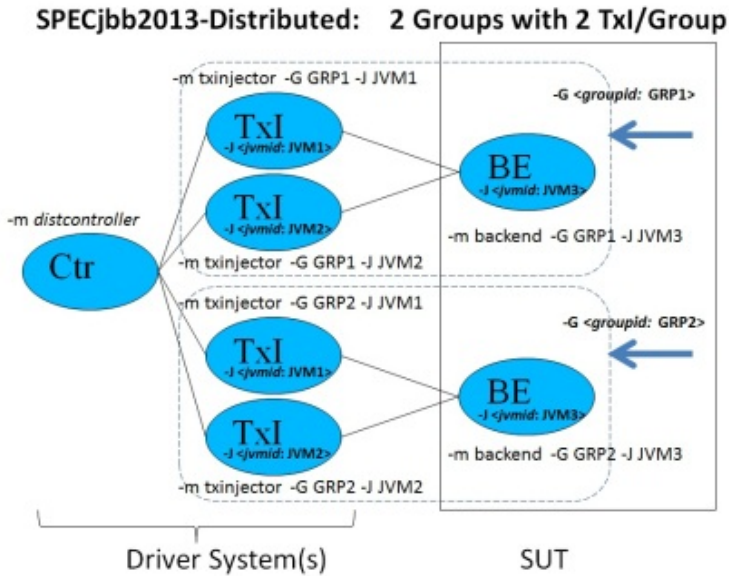 SPECjbb2013-Distributed: 2 Groups with 2 TxI/Group
-m txinjector -G GRP1 -J JVM1
-G <groupid: GRP1>
TxI
-J <jvmid: JVM1>
BE
-J <jvmid: JVM3>
TxI
-J <jvmid: JVM2>
-m distcontroller
-m backend -G GRP1 -J JVM3
Ctr
-m txinjector -G GRP1 -J JVM2
-m txinjector -G GRP2 -J JVM1
-G <groupid: GRP2>
TxI
-J <jvmid: JVM1>
BE
-J <jvmid: JVM3>
TxI
-J <jvmid: JVM2>
-m backend -G GRP2 -J JVM3
-m txinjector -G GRP2 -J JVM2
Driver System(s)
SUT